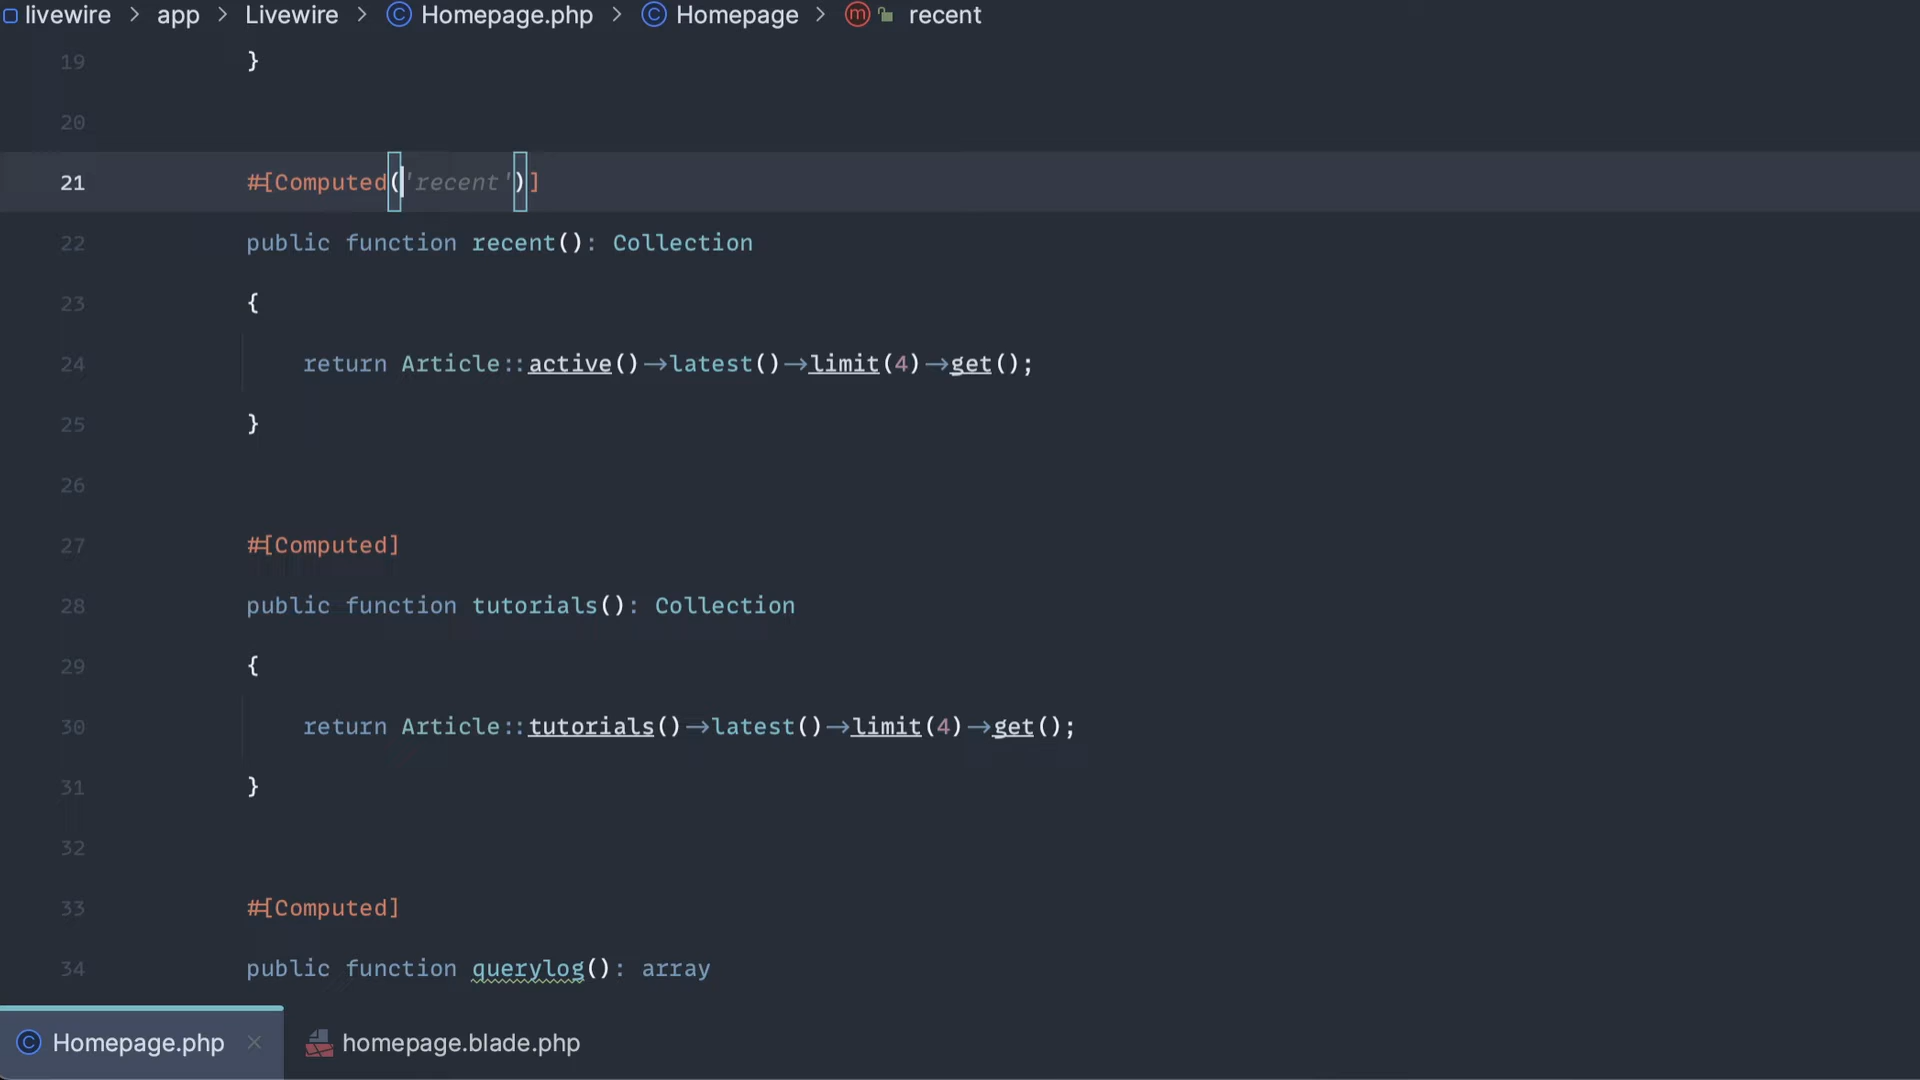 livewire > app > Livewire > Homepage.php > Homepage > recent
19 }
20
21 #[Computed('recent')]
22 public function recent(): Collection
23 {
24 return Article::active()->latest()->limit(4)->get();
25 }
26
27 #[Computed]
28 public function tutorials(): Collection
29 {
30 return Article::tutorials()->latest()->limit(4)->get();
31 }
32
33 #[Computed]
34 public function querylog(): array
Homepage.php × homepage.blade.php